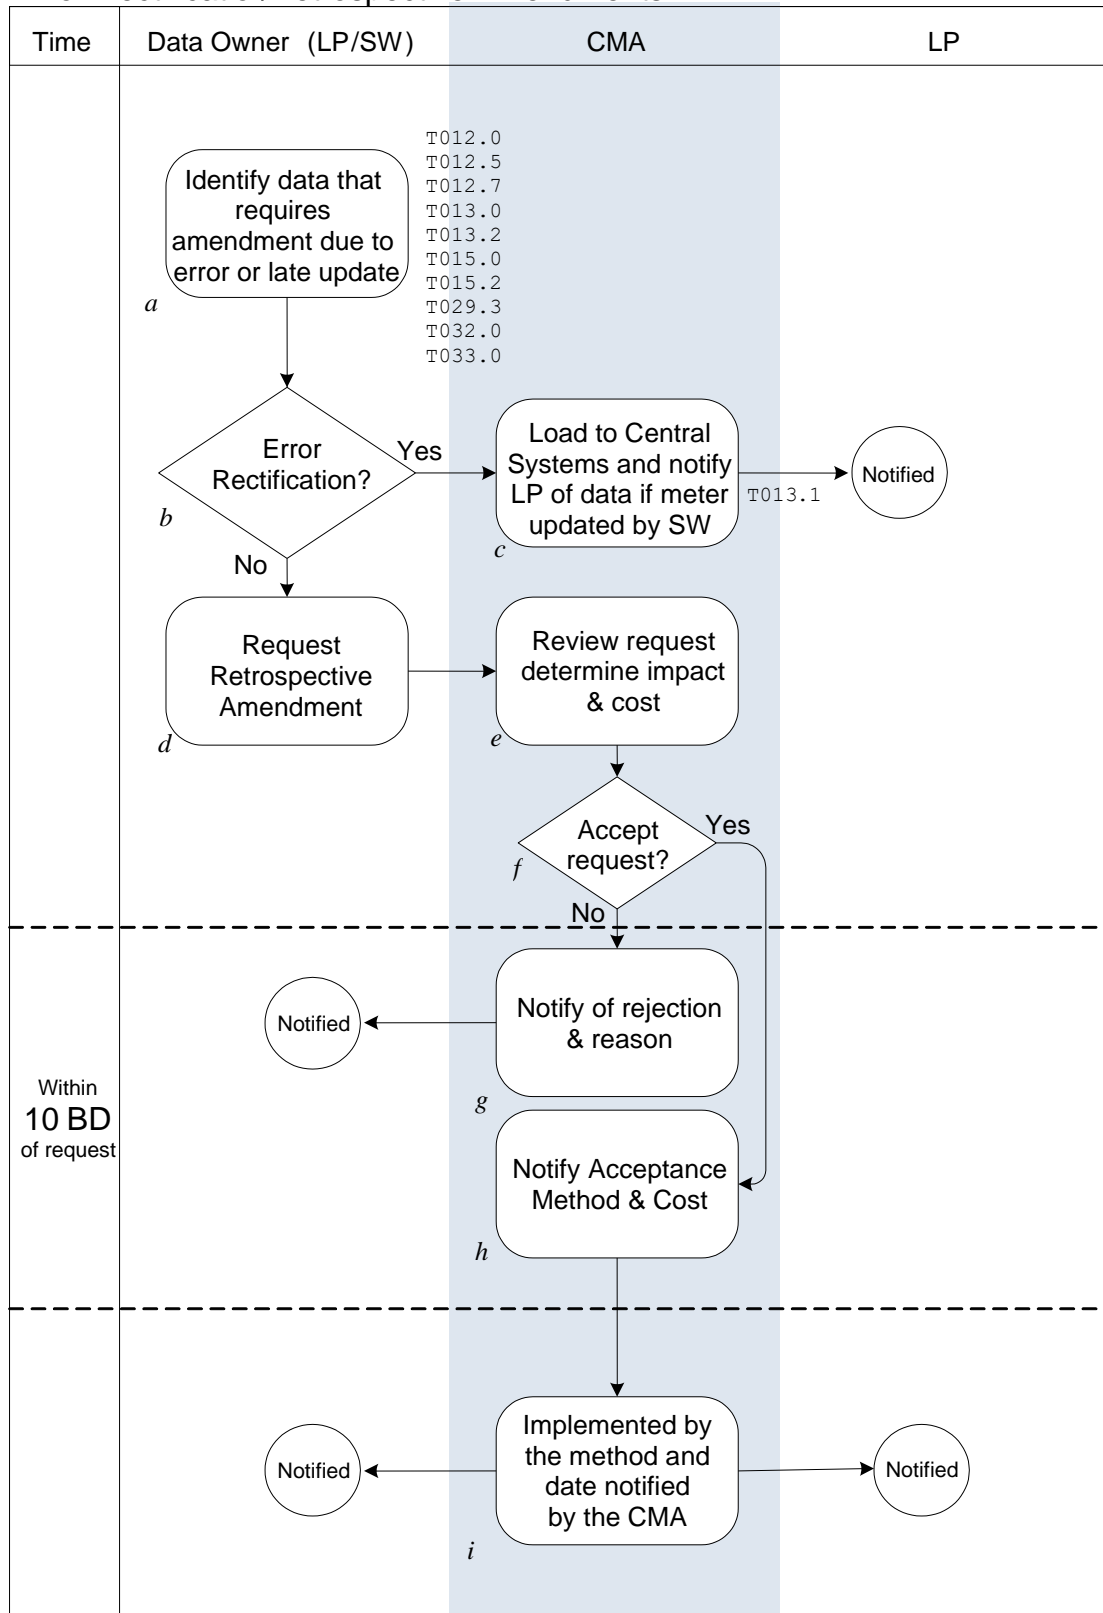 Time
Data Owner (LP/SW)
CMA
LP
T012.0
T012.5
T012.7
T013.0
T013.2
T015.0
T015.2
T029.3
T032.0
T033.0
Identify data that
requires
amendment due to
error or late update
a
Error
Rectification?
Yes
b
No
Load to Central
Systems and notify
LP of data if meter
updated by SW
c
T013.1
Notified
Request
Retrospective
Amendment
d
Review request
determine impact
& cost
e
Accept
request?
Yes
f
No
Notify of rejection
& reason
g
Notified
Within
10 BD
of request
Notify Acceptance
Method & Cost
h
Implemented by
the method and
date notified
by the CMA
i
Notified
Notified